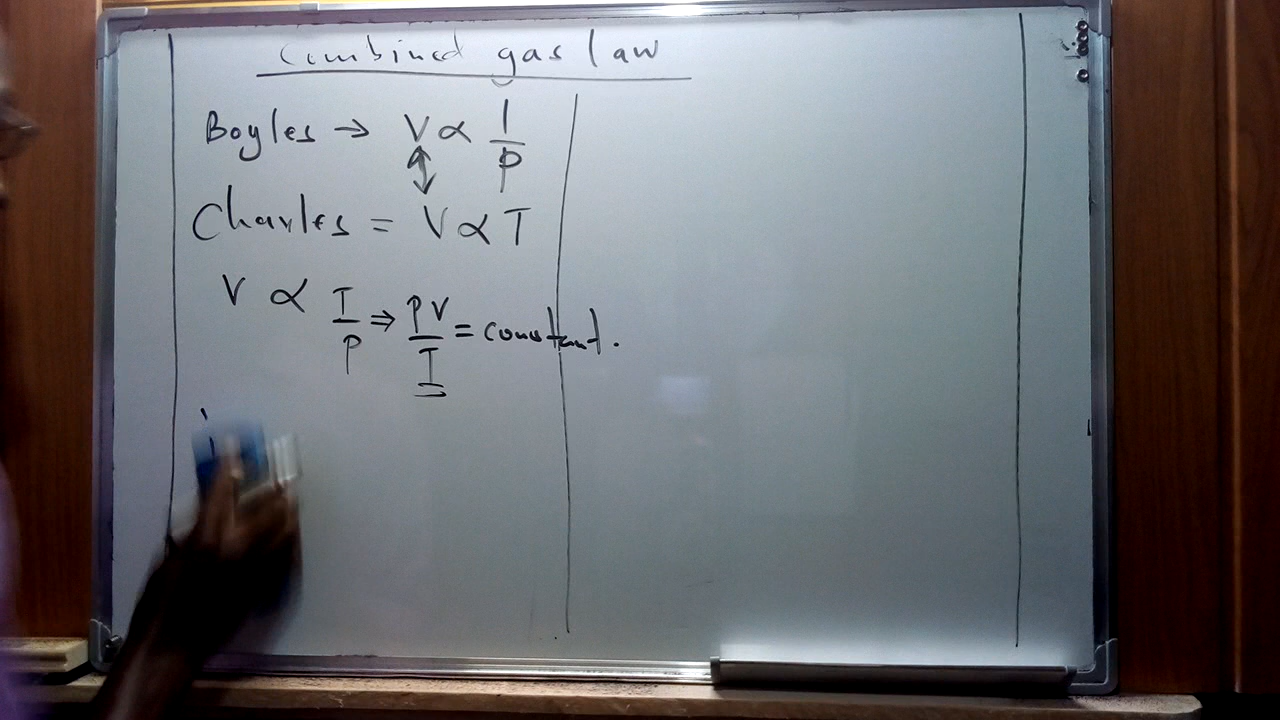 Combined gas law
Boyles → V ∝ 1/P
Charles = V ∝ T
V ∝ T/P ⇒ PV/T = constant.